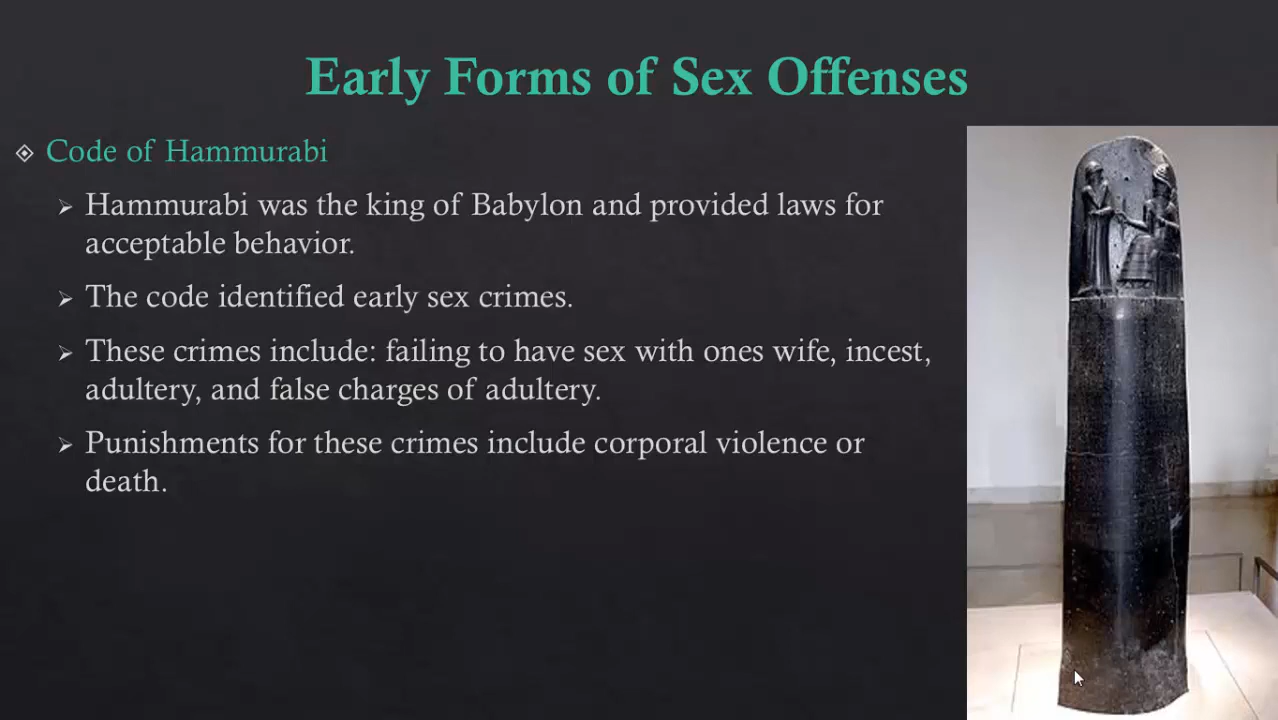 Early Forms of Sex Offenses
Code of Hammurabi
Hammurabi was the king of Babylon and provided laws for
acceptable behavior.
The code identified early sex crimes.
These crimes include: failing to have sex with ones wife, incest,
adultery, and false charges of adultery.
Punishments for these crimes include corporal violence or
death.